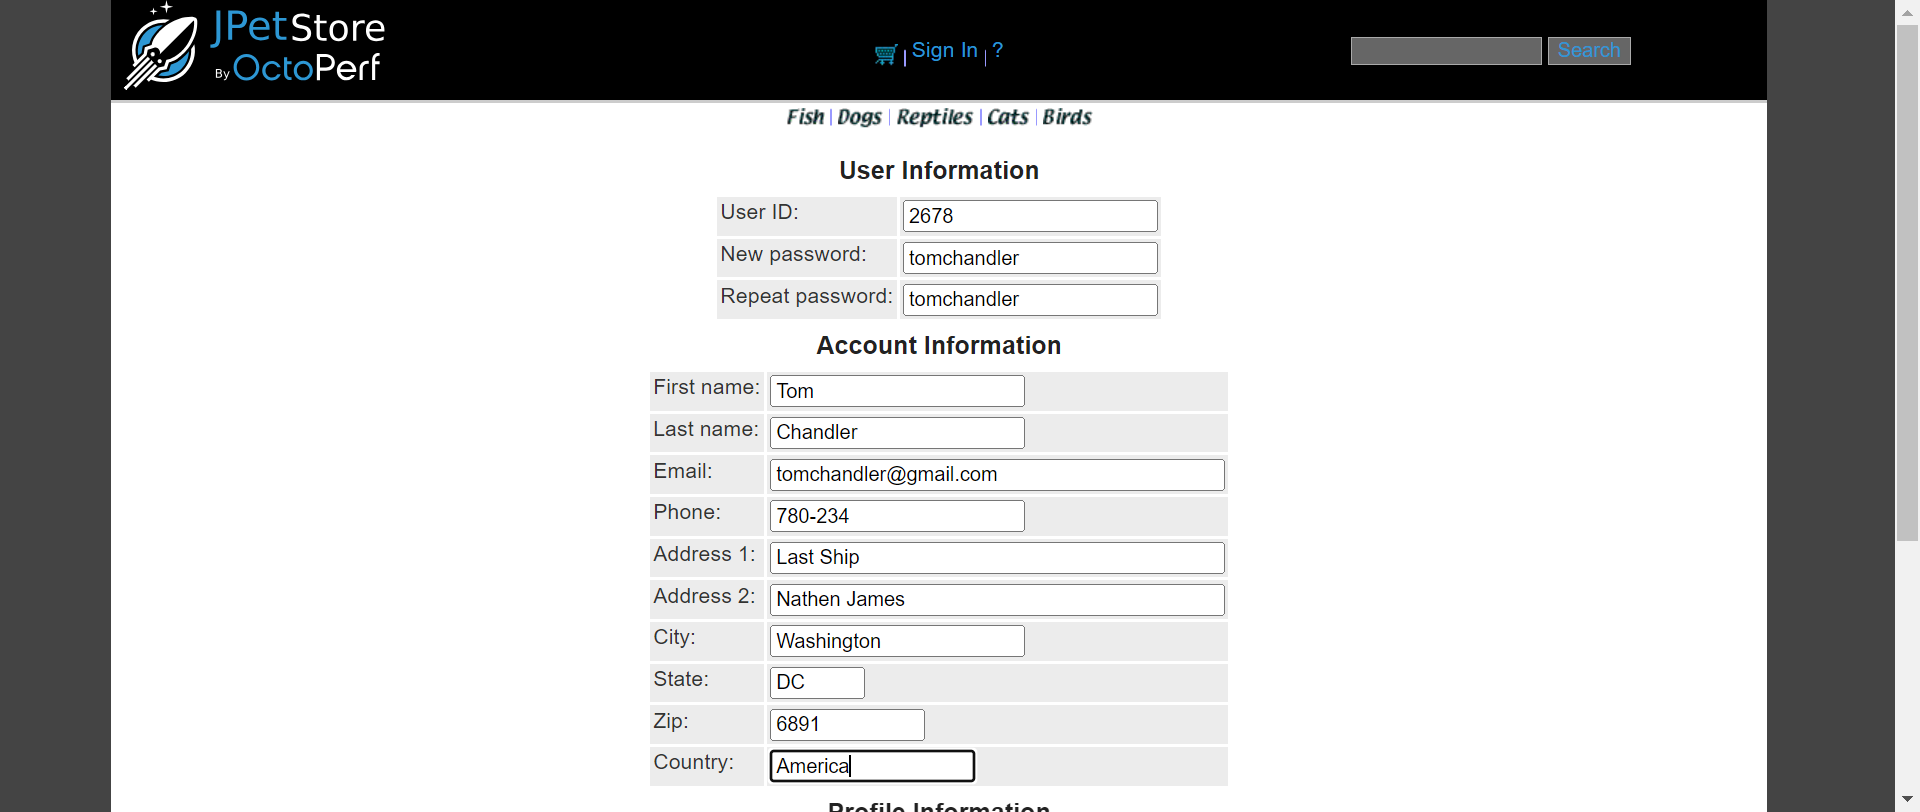 JPetStore
By OctoPerf
Sign In ?
Search
Fish | Dogs | Reptiles | Cats | Birds
User Information
User ID: 2678
New password: tomchandler
Repeat password: tomchandler
Account Information
First name: Tom
Last name: Chandler
Email: tomchandler@gmail.com
Phone: 780-234
Address 1: Last Ship
Address 2: Nathen James
City: Washington
State: DC
Zip: 6891
Country: America
Profile Information